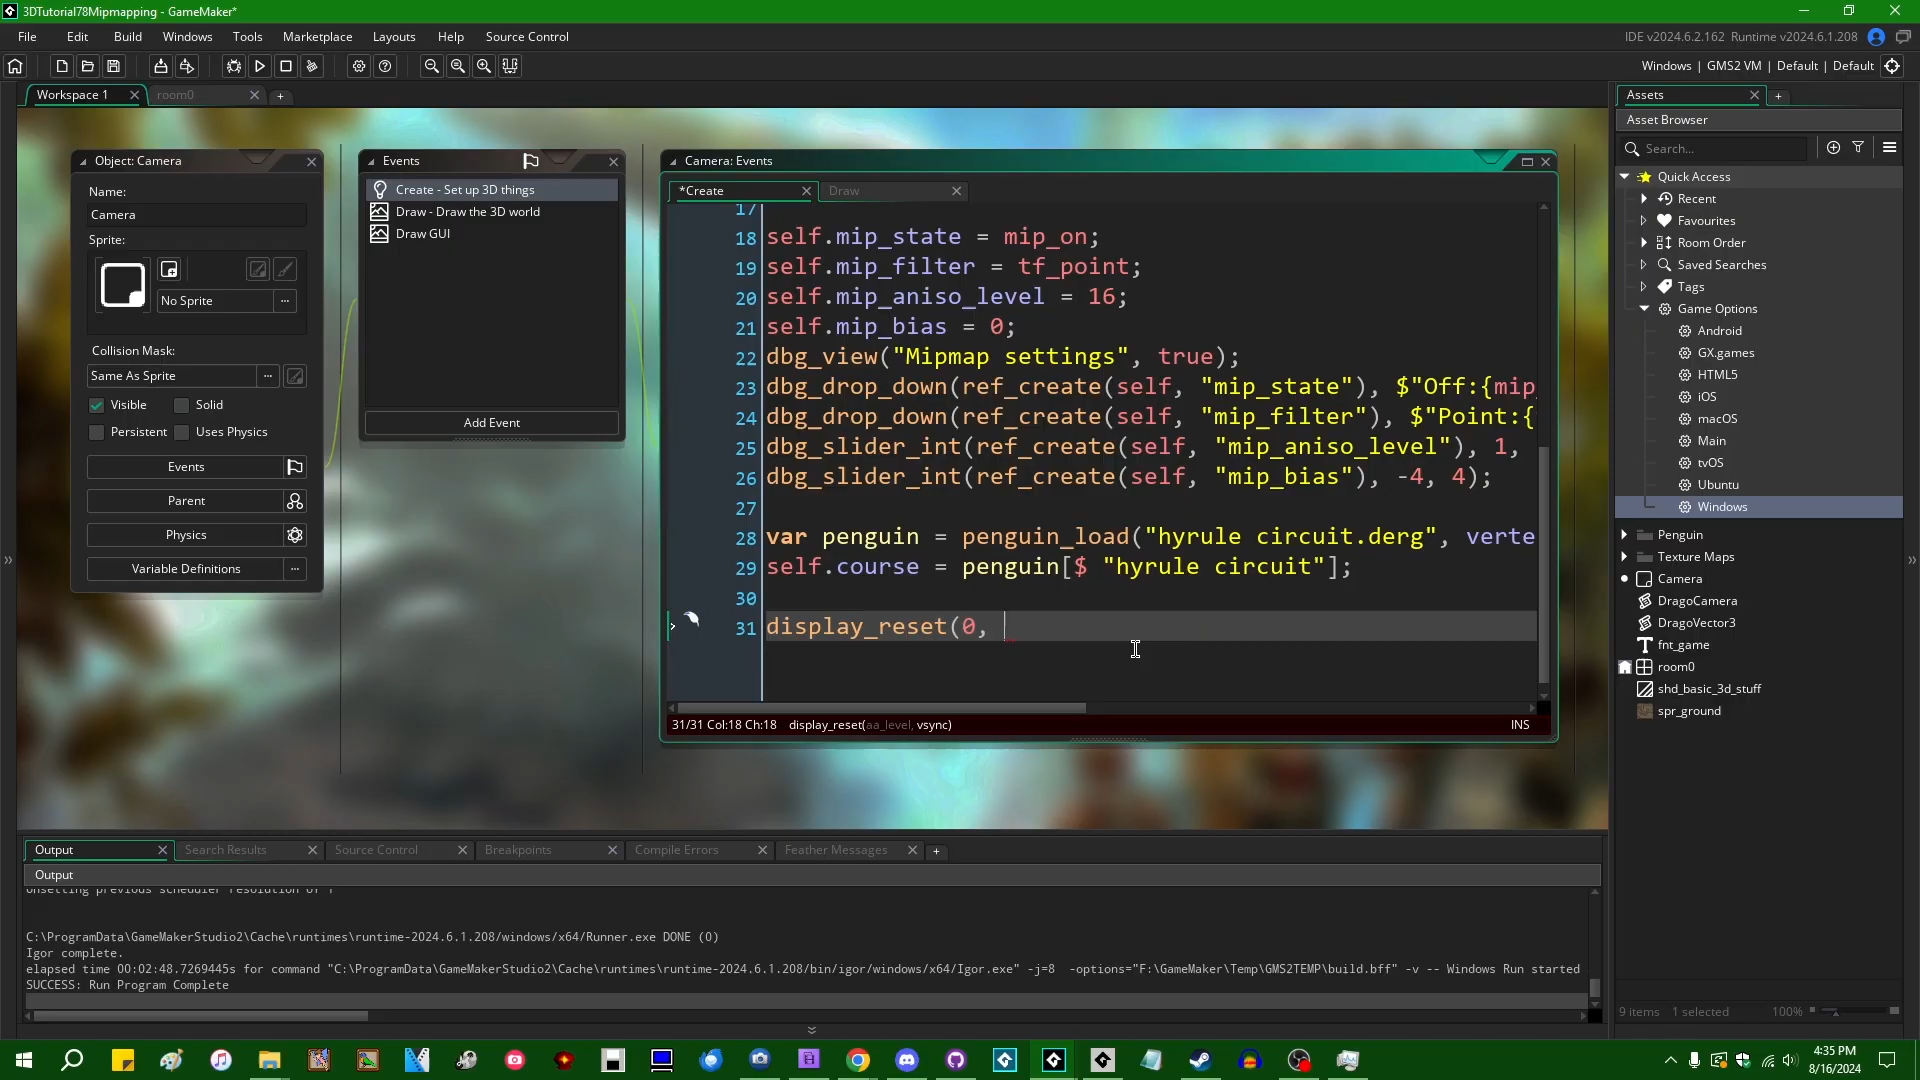 3DTutorial78Mipmapping - GameMaker*
File Edit Build Windows Tools Marketplace Layouts Help Source Control
IDE v2024.6.2.162 Runtime v2024.6.1.208
Windows | GMS2 VM | Default | Default
Workspace 1
room0
Object: Camera
Name:
Camera
Sprite:
No Sprite
Collision Mask:
Same As Sprite
Visible Solid
Persistent Uses Physics
Events
Parent
Physics
Variable Definitions
Events
Create - Set up 3D things
Draw - Draw the 3D world
Draw GUI
Add Event
Camera: Events
*Create
Draw
17
18 self.mip_state = mip_on;
19 self.mip_filter = tf_point;
20 self.mip_aniso_level = 16;
21 self.mip_bias = 0;
22 dbg_view("Mipmap settings", true);
23 dbg_drop_down(ref_create(self, "mip_state"), $"Off:{mip_
24 dbg_drop_down(ref_create(self, "mip_filter"), $"Point:{
25 dbg_slider_int(ref_create(self, "mip_aniso_level"), 1,
26 dbg_slider_int(ref_create(self, "mip_bias"), -4, 4);
27
28 var penguin = penguin_load("hyrule circuit.derg", verte
29 self.course = penguin[$ "hyrule circuit"];
30
31 display_reset(0,
31/31 Col:18 Ch:18 display_reset(aa_level, vsync)
INS
Output
Search Results
Source Control
Breakpoints
Compile Errors
Feather Messages
Output
C:\ProgramData\GameMakerStudio2\Cache\runtimes\runtime-2024.6.1.208/windows/x64/Runner.exe DONE (0)
Igor complete.
elapsed time 00:02:48.7269445s for command "C:\ProgramData\GameMakerStudio2\Cache\runtimes\runtime-2024.6.1.208/bin/igor/windows/x64/Igor.exe" -j=8 -options="F:\GameMaker\Temp\GMS2TEMP\build.bff" -v -- Windows Run started
SUCCESS: Run Program Complete
Assets
Asset Browser
Search...
Quick Access
Recent
Favourites
Room Order
Saved Searches
Tags
Game Options
Android
GX.games
HTML5
iOS
macOS
Main
tvOS
Ubuntu
Windows
Penguin
Texture Maps
Camera
DragoCamera
DragoVector3
fnt_game
room0
shd_basic_3d_stuff
spr_ground
9 items 1 selected 100%
4:35 PM
8/16/2024